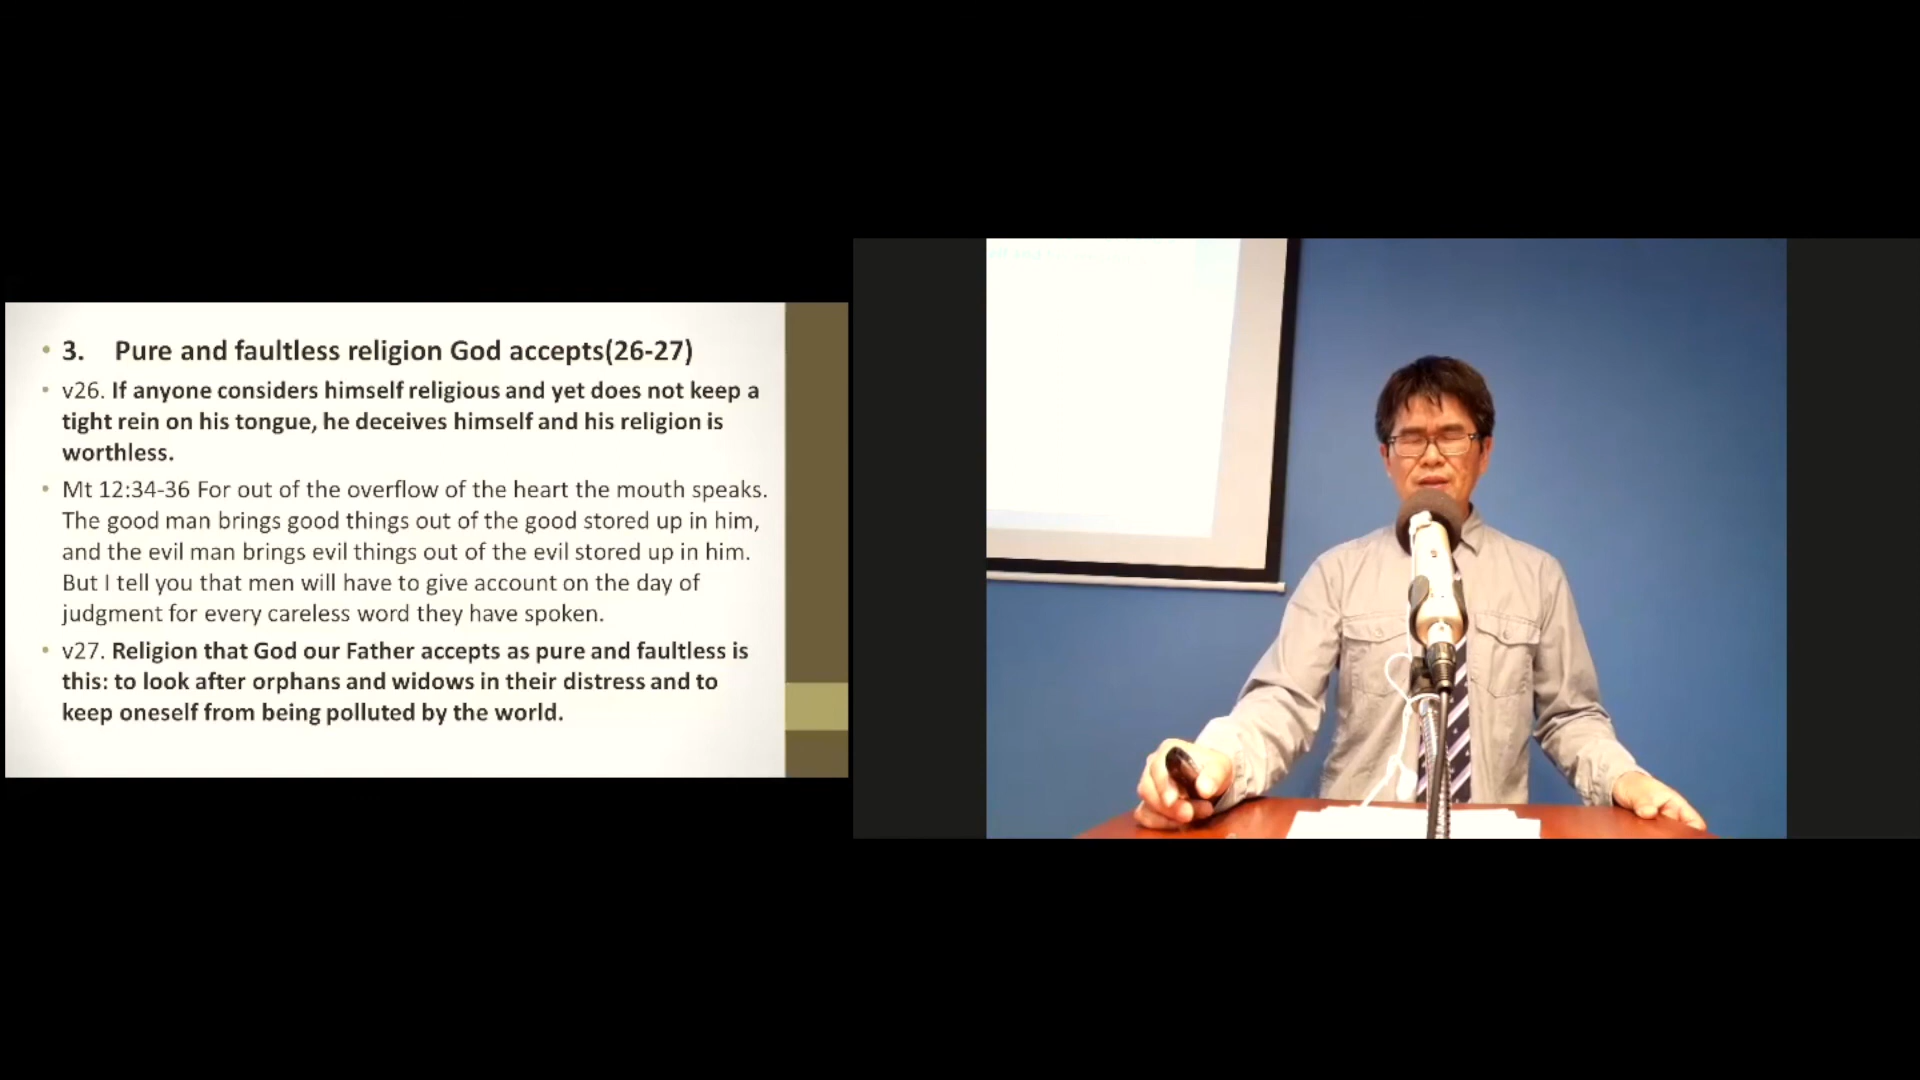 • 3. Pure and faultless religion God accepts(26-27)
• v26. If anyone considers himself religious and yet does not keep a
tight rein on his tongue, he deceives himself and his religion is
worthless.
• Mt 12:34-36 For out of the overflow of the heart the mouth speaks.
The good man brings good things out of the good stored up in him,
and the evil man brings evil things out of the evil stored up in him.
But I tell you that men will have to give account on the day of
judgment for every careless word they have spoken.
• v27. Religion that God our Father accepts as pure and faultless is
this: to look after orphans and widows in their distress and to
keep oneself from being polluted by the world.